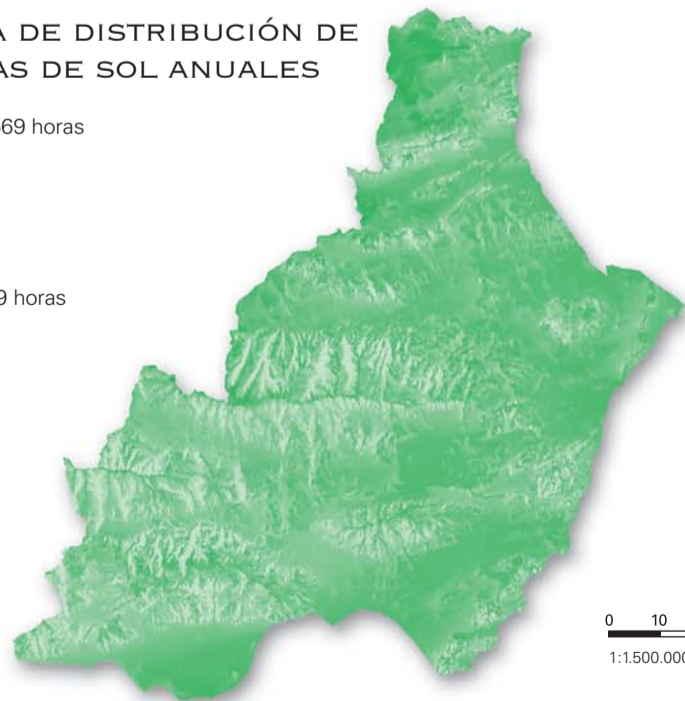 A DE DISTRIBUCIÓN DE
AS DE SOL ANUALES
69 horas
9 horas
0 10
1:1.500.000